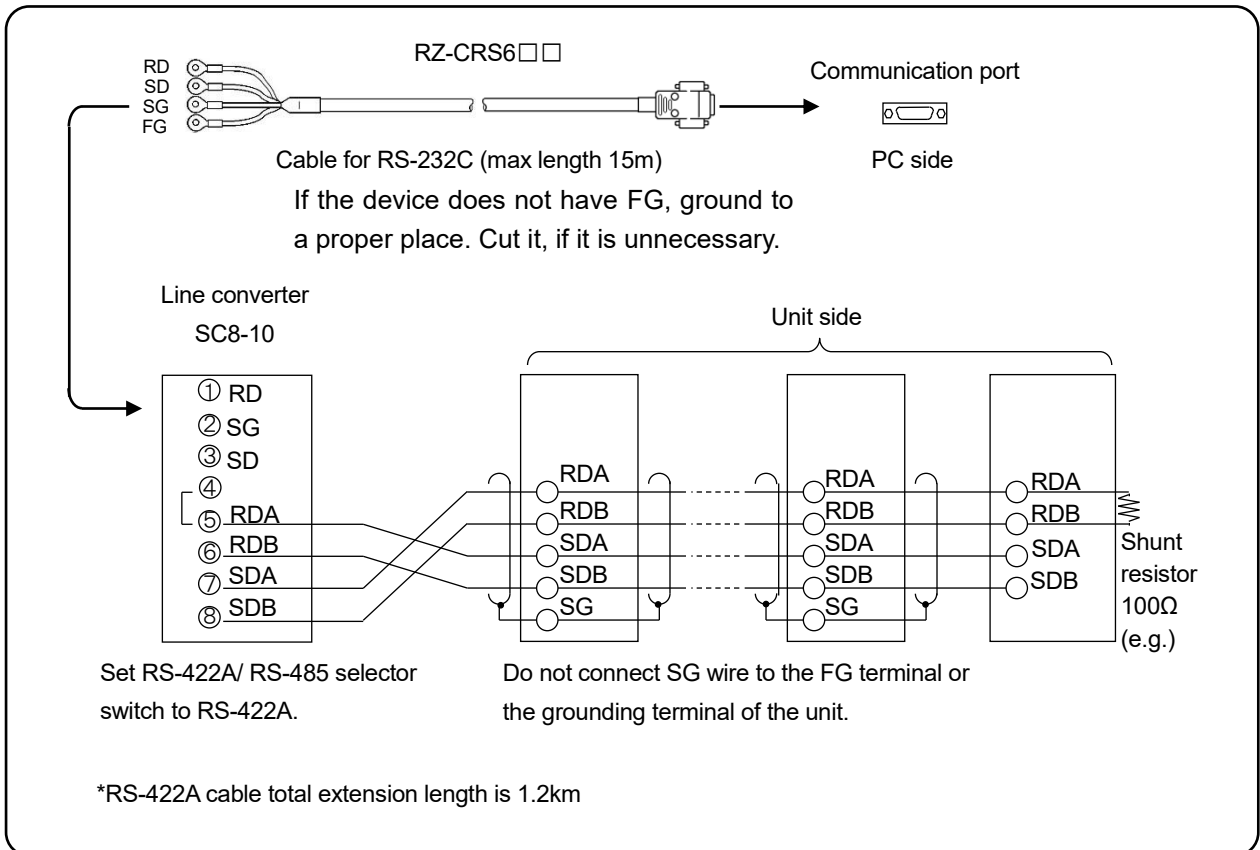 RZ-CRS6□□
RD
SD
SG
FG
Communication port
PC side
Cable for RS-232C (max length 15m)
If the device does not have FG, ground to
a proper place. Cut it, if it is unnecessary.
Line converter
SC8-10
Unit side
① RD
② SG
③ SD
④
⑤ RDA
⑥ RDB
⑦ SDA
⑧ SDB
RDA
RDB
SDA
SDB
SG
RDA
RDB
SDA
SDB
SG
RDA
RDB
SDA
SDB
Shunt
resistor
100Ω
(e.g.)
Set RS-422A/ RS-485 selector
switch to RS-422A.
Do not connect SG wire to the FG terminal or
the grounding terminal of the unit.
*RS-422A cable total extension length is 1.2km